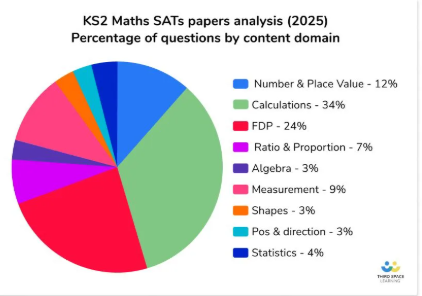 KS2 Maths SATs papers analysis (2025)
Percentage of questions by content domain
Number & Place Value - 12%
Calculations - 34%
FDP - 24%
Ratio & Proportion - 7%
Algebra - 3%
Measurement - 9%
Shapes - 3%
Pos & direction - 3%
Statistics - 4%
THIRD SPACE
LEARNING